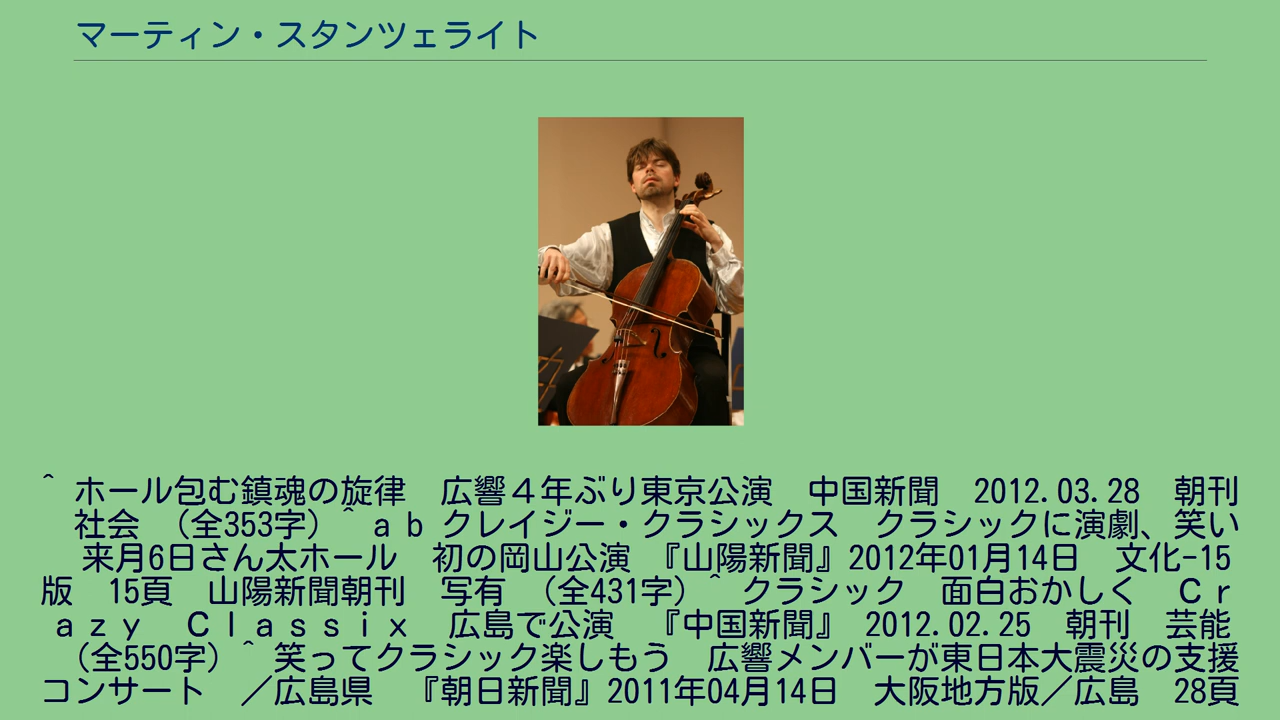 マーティン・スタンツェライト
^ ホール包む鎮魂の旋律　広響４年ぶり東京公演　中国新聞　2012.03.28　朝刊
社会　（全353字）^ ａｂ クレイジー・クラシックス　クラシックに演劇、笑い
来月6日さん太ホール　初の岡山公演　『山陽新聞』2012年01月14日　文化-15
版　15頁　山陽新聞朝刊　写有　（全431字）^ クラシック　面白おかしく　Ｃｒ
ａｚｙ　Ｃｌａｓｓｉｘ　広島で公演　『中国新聞』 2012.02.25　朝刊　芸能
（全550字）^ 笑ってクラシック楽しもう　広響メンバーが東日本大震災の支援
コンサート　／広島県　『朝日新聞』2011年04月14日　大阪地方版／広島　28頁